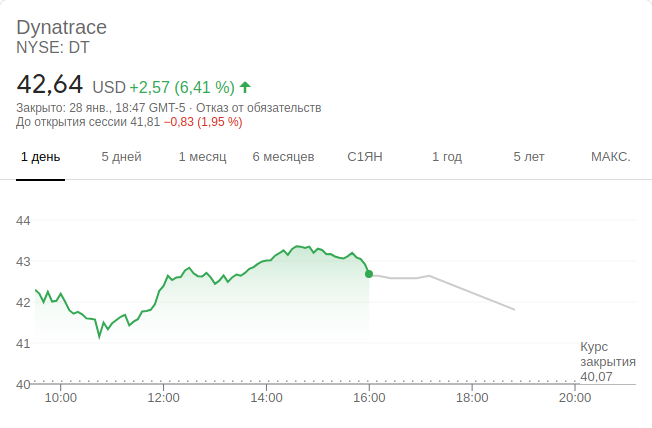 Dynatrace
NYSE: DT
42,64 USD +2,57 (6,41 %)
Закрыто: 28 янв., 18:47 GMT-5 · Отказ от обязательств
До открытия сессии 41,81 −0,83 (1,95 %)
1 день 5 дней 1 месяц 6 месяцев С1ЯН 1 год 5 лет МАКС.
44
43
42
41
40
Курс
закрытия
40,07
10:00 12:00 14:00 16:00 18:00 20:00